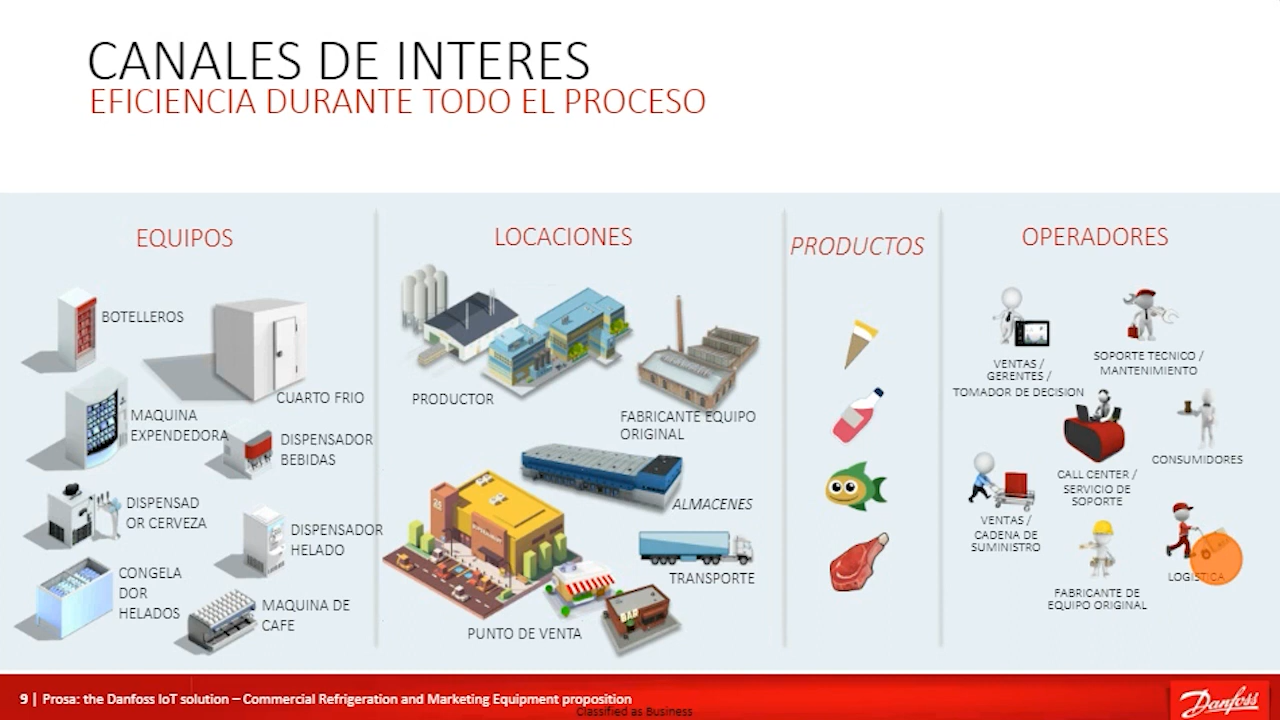 CANALES DE INTERES
EFICIENCIA DURANTE TODO EL PROCESO
EQUIPOS
BOTELLEROS
CUARTO FRIO
MAQUINA
EXPENDEDORA
DISPENSADOR
BEBIDAS
DISPENSAD
OR CERVEZA
DISPENSADOR
HELADO
CONGELA
DOR
HELADOS
MAQUINA DE
CAFE
LOCACIONES
PRODUCTOR
FABRICANTE EQUIPO
ORIGINAL
ALMACENES
TRANSPORTE
PUNTO DE VENTA
BAR
PRODUCTOS
OPERADORES
VENTAS /
GERENTES /
TOMADOR DE DECISION
SOPORTE TECNICO /
MANTENIMIENTO
CALL CENTER /
SERVICIO DE
SOPORTE
CONSUMIDORES
VENTAS /
CADENA DE
SUMINISTRO
FABRICANTE DE
EQUIPO ORIGINAL
LOGISTICA
9 | Prosa: the Danfoss IoT solution – Commercial Refrigeration and Marketing Equipment proposition
Classified as Business
Danfoss